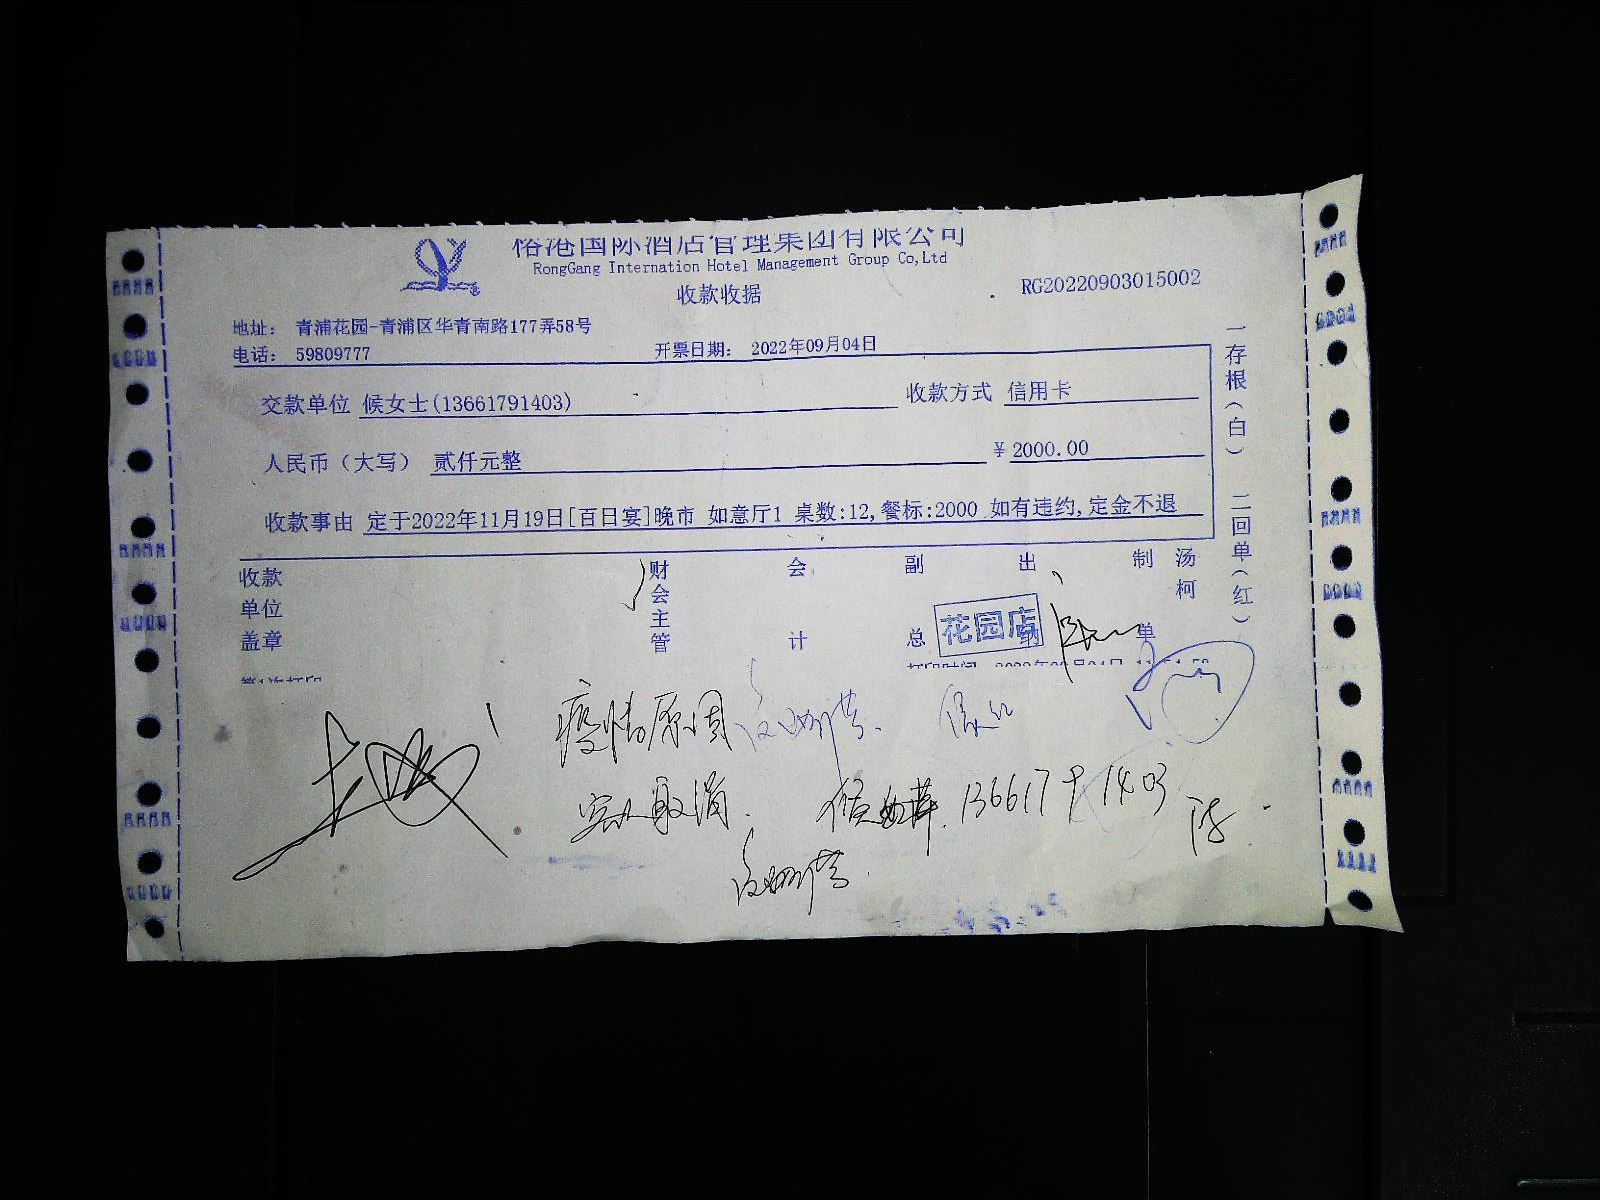 国际酒店管理集团有限公司
RongGang Internation Hotel Management Group Co,Ltd
收款收据
RG20220903015002
地址： 青浦花园-青浦区华青南路177弄58号
电话： 59809777
开票日期： 2022年09月04日
交款单位 候女士(13661791403)
收款方式 信用卡
人民币（大写） 贰仟元整
¥ 2000.00
收款事由 定于2022年11月19日[百日宴]晚市 如意厅1 桌数:12,餐标:2000 如有违约,定金不退
一存根（白） 二回单（红）
收款单位盖章
财会主管
会计
副总
出纳
制单
汤柯
花园店
疫情原因
客人取消.